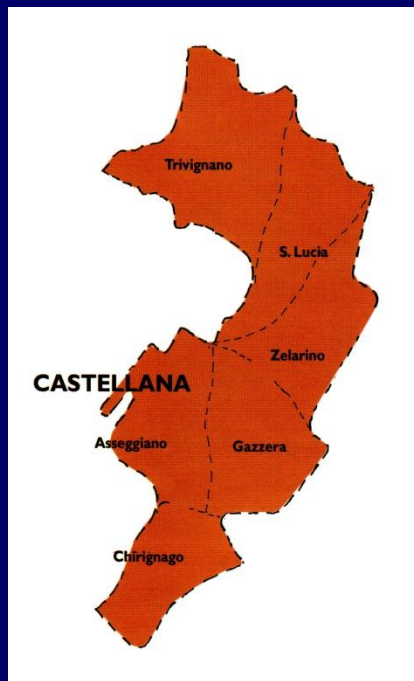 Trivignano
S. Lucia
Zelarino
CASTELLANA
Asseggiano
Gazzera
Chirignago